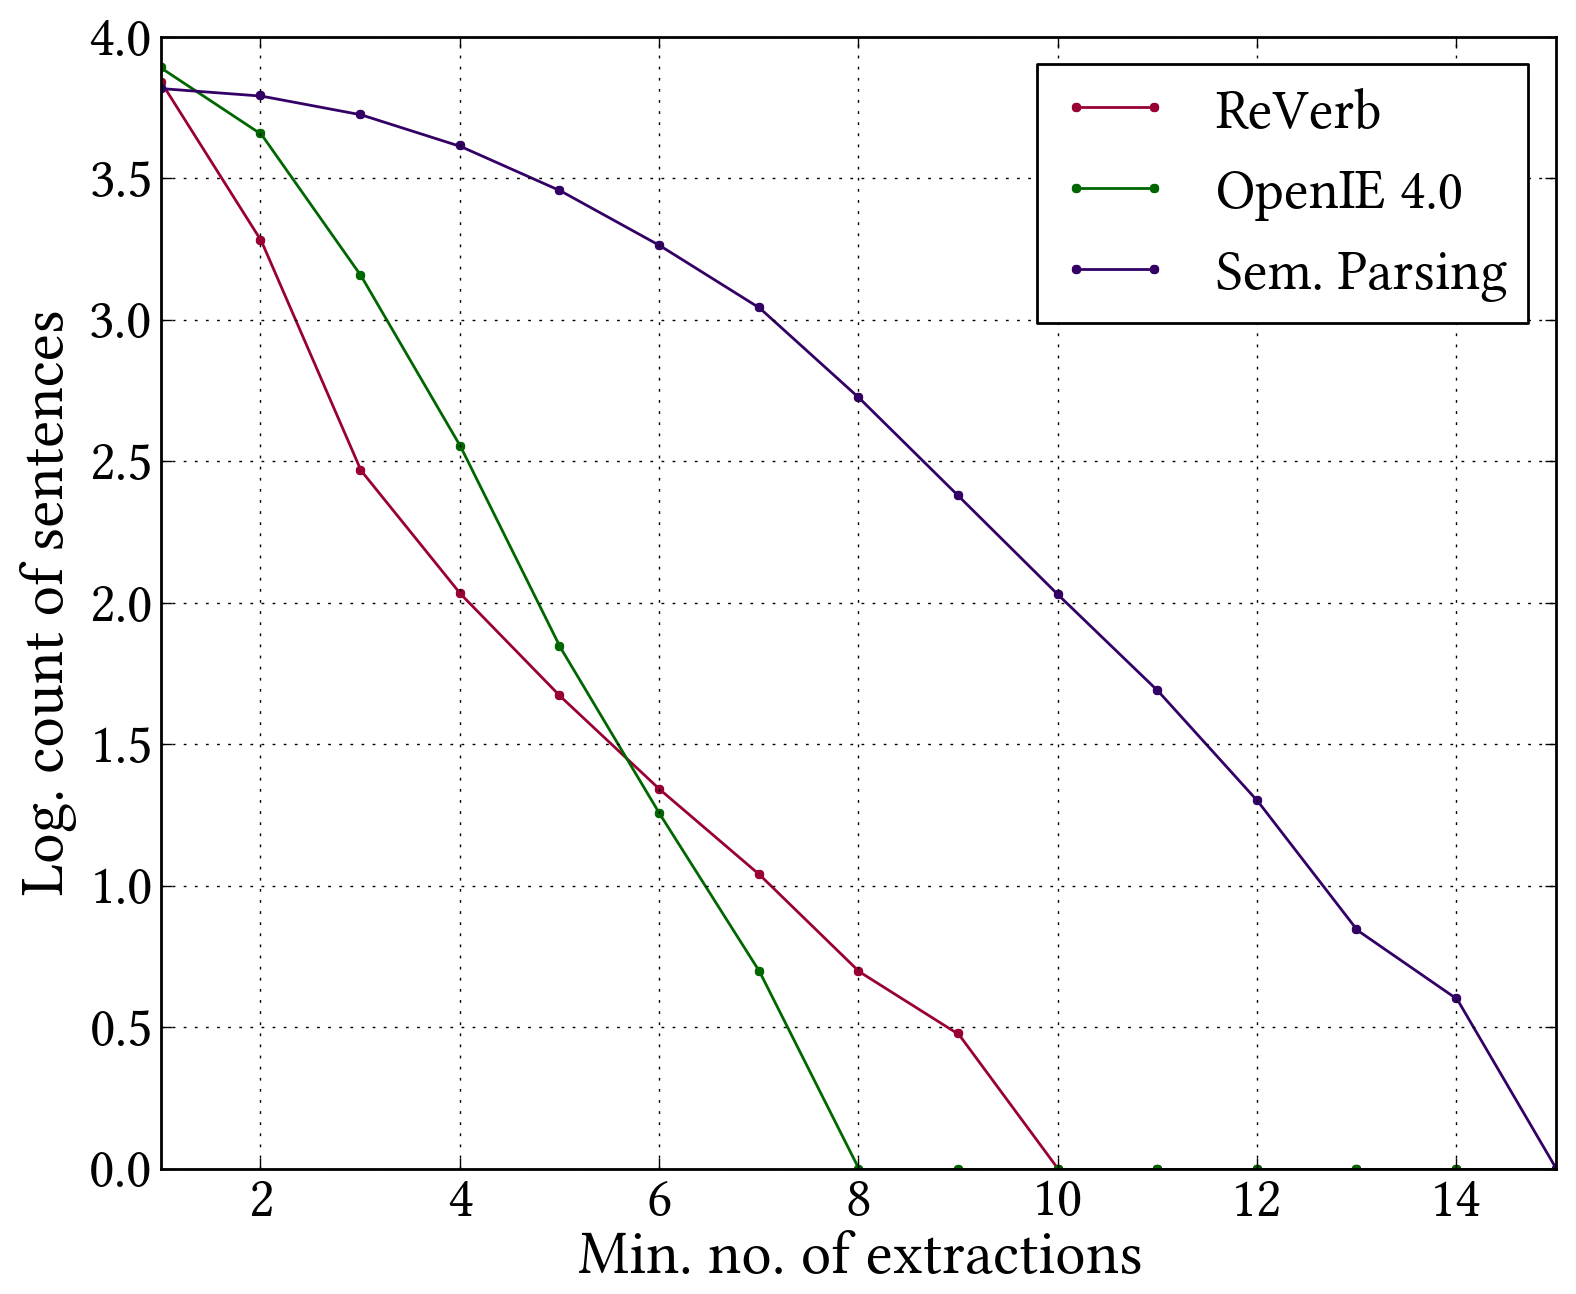 4.0
3.5
3.0
2.5
2.0
1.5
1.0
0.5
0.0
Log. count of sentences
ReVerb
OpenIE 4.0
Sem. Parsing
2 4 6 8 10 12 14
Min. no. of extractions